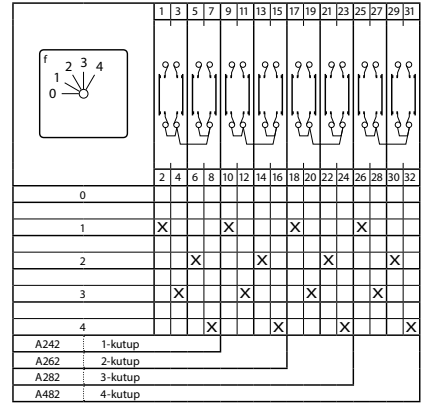 1 3 5 7 9 11 13 15 17 19 21 23 25 27 29 31
f
0 1 2 3 4
2 4 6 8 10 12 14 16 18 20 22 24 26 28 30 32
0
1 X X X X
2 X X X X
3 X X X X
4 X X X X
A242 1-kutup
A262 2-kutup
A282 3-kutup
A482 4-kutup